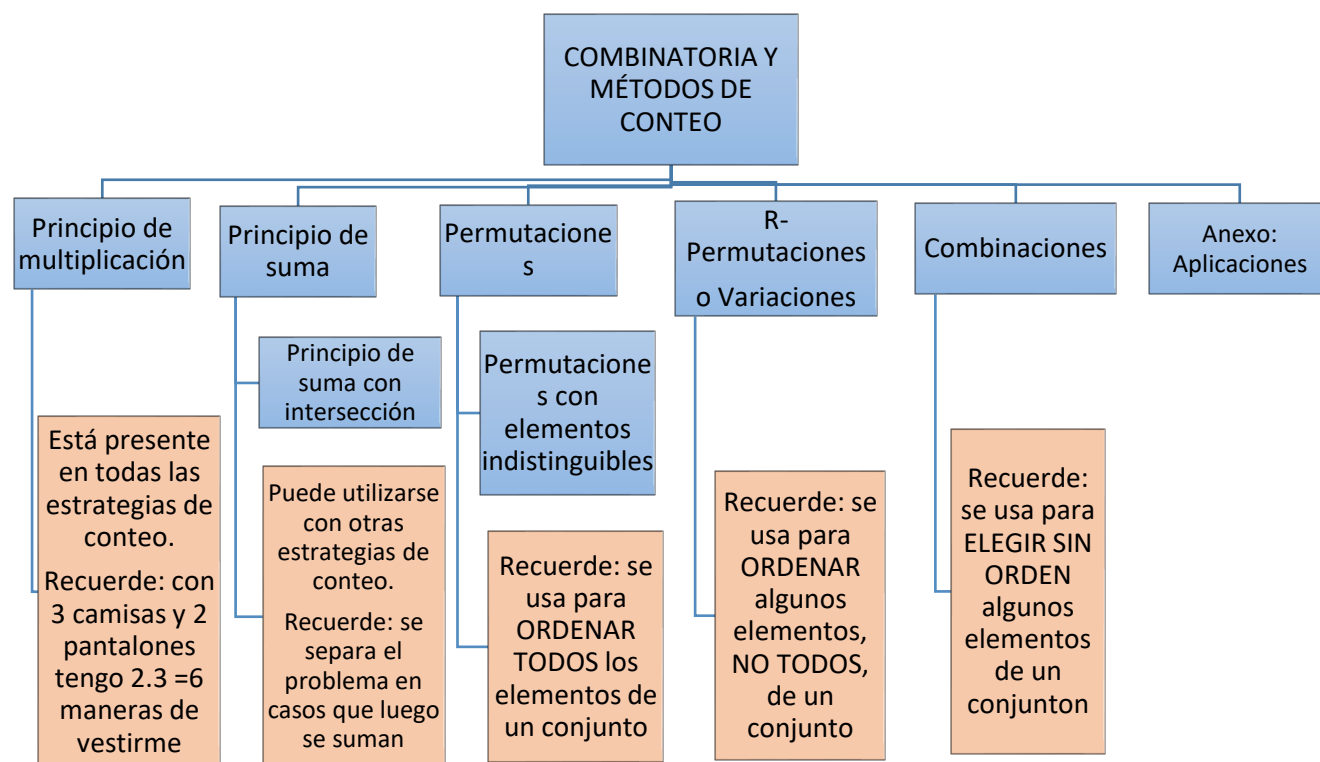 COMBINATORIA Y
MÉTODOS DE
CONTEO
Principio de
multiplicación
Está presente
en todas las
estrategias de
conteo.
Recuerde: con
3 camisas y 2
pantalones
tengo 2.3 =6
maneras de
vestirme
Principio de
suma
Principio de
suma con
intersección
Puede utilizarse
con otras
estrategias de
conteo.
Recuerde: se
separa el
problema en
casos que luego
se suman
Permutacione
s
Permutacione
s con
elementos
indistinguibles
Recuerde: se
usa para
ORDENAR
TODOS los
elementos de
un conjunto
R-
Permutaciones
o Variaciones
Recuerde: se
usa para
ORDENAR
algunos
elementos,
NO TODOS,
de un
conjunto
Combinaciones
Recuerde:
se usa para
ELEGIR SIN
ORDEN
algunos
elementos
de un
conjunton
Anexo:
Aplicaciones